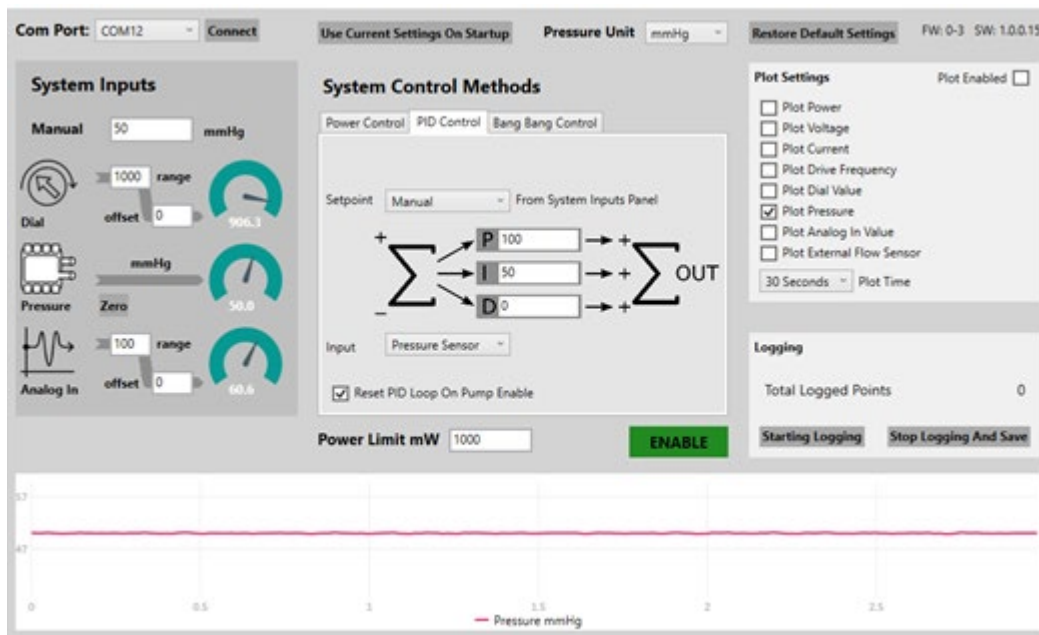 Com Port: COM12 Connect Use Current Settings On Startup Pressure Unit mmHg Restore Default Settings FW: 0-3 SW: 1.0.0.15
System Inputs
Manual 50 mmHg
1000 range
Dial offset 0 906.3
mmHg
Pressure Zero 50.0
100 range
Analog In offset 0 60.6
System Control Methods
Power Control PID Control Bang Bang Control
Setpoint Manual From System Inputs Panel
+ P 100 +
I 50 + OUT
- D 0 +
Input Pressure Sensor
Reset PID Loop On Pump Enable
Power Limit mW 1000 ENABLE
Plot Settings Plot Enabled
Plot Power
Plot Voltage
Plot Current
Plot Drive Frequency
Plot Dial Value
Plot Pressure
Plot Analog In Value
Plot External Flow Sensor
30 Seconds Plot Time
Logging
Total Logged Points 0
Starting Logging Stop Logging And Save
57
47
0 0.5 1 1.5 2 2.5
Pressure mmHg